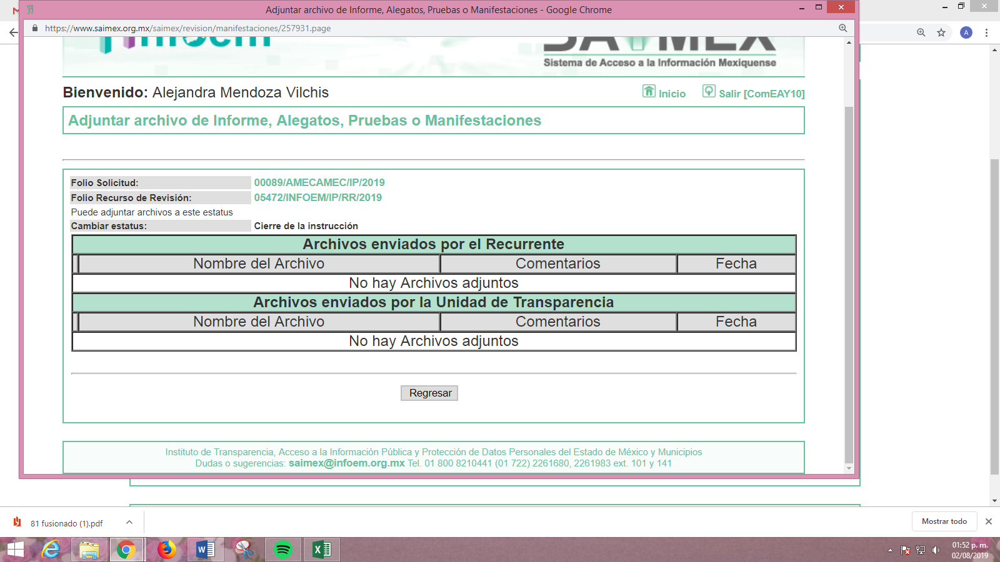 Adjuntar archivo de Informe, Alegatos, Pruebas o Manifestaciones - Google Chrome
https://www.saimex.org.mx/saimex/revision/manifestaciones/257931.page
A
infoem
SAIMEX
Sistema de Acceso a la Información Mexiquense
Bienvenido: Alejandra Mendoza Vilchis
Inicio
Salir [ComEAY10]
Adjuntar archivo de Informe, Alegatos, Pruebas o Manifestaciones
Folio Solicitud: 00089/AMECAMEC/IP/2019
Folio Recurso de Revisión: 05472/INFOEM/IP/RR/2019
Puede adjuntar archivos a este estatus
Cambiar estatus: Cierre de la instrucción
Archivos enviados por el Recurrente
Nombre del Archivo Comentarios Fecha
No hay Archivos adjuntos
Archivos enviados por la Unidad de Transparencia
Nombre del Archivo Comentarios Fecha
No hay Archivos adjuntos
Regresar
Instituto de Transparencia, Acceso a la Información Pública y Protección de Datos Personales del Estado de México y Municipios
Dudas o sugerencias: saimex@infoem.org.mx Tel. 01 800 8210441 (01 722) 2261680, 2261983 ext. 101 y 141
81 fusionado (1).pdf
Mostrar todo
01:52 p. m.
02/08/2019